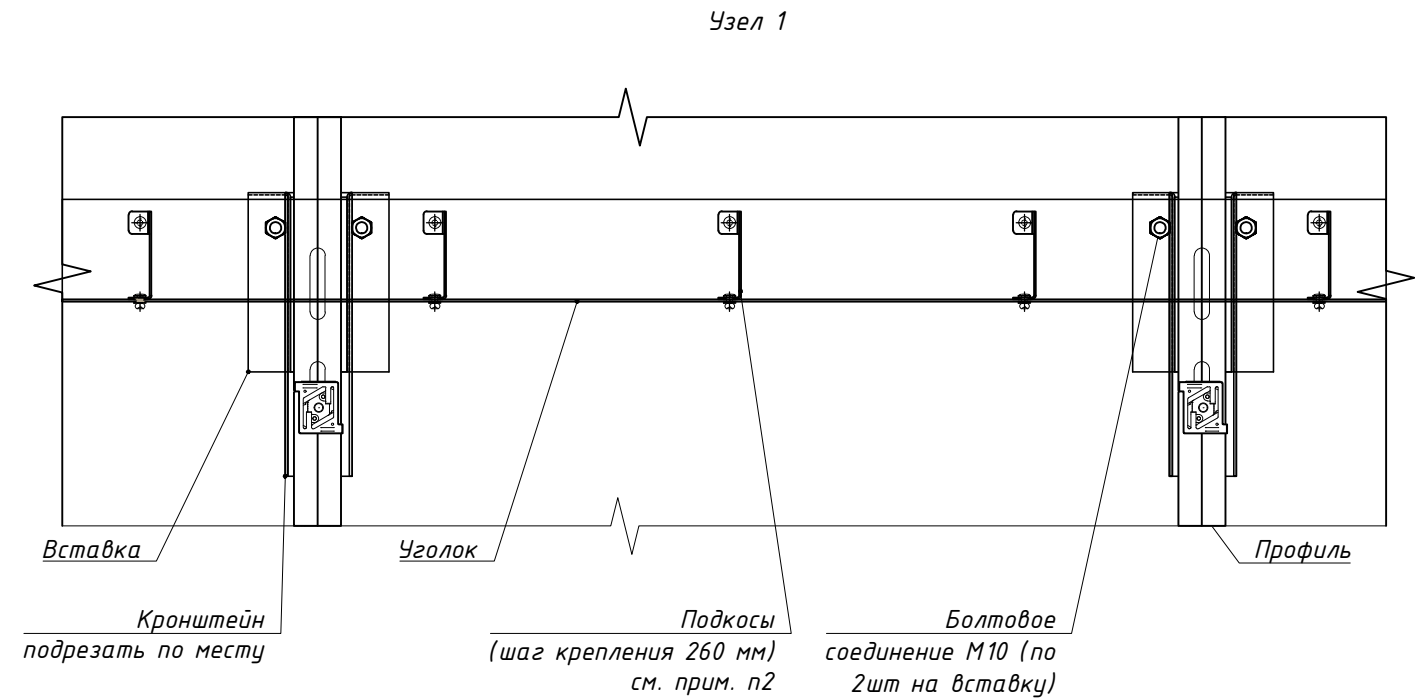 Узел 1
Вставка
Уголок
Профиль
Кронштейн
подрезать по месту
Подкосы
(шаг крепления 260 мм)
см. прим. п2
Болтовое
соединение М10 (по
2шт на вставку)